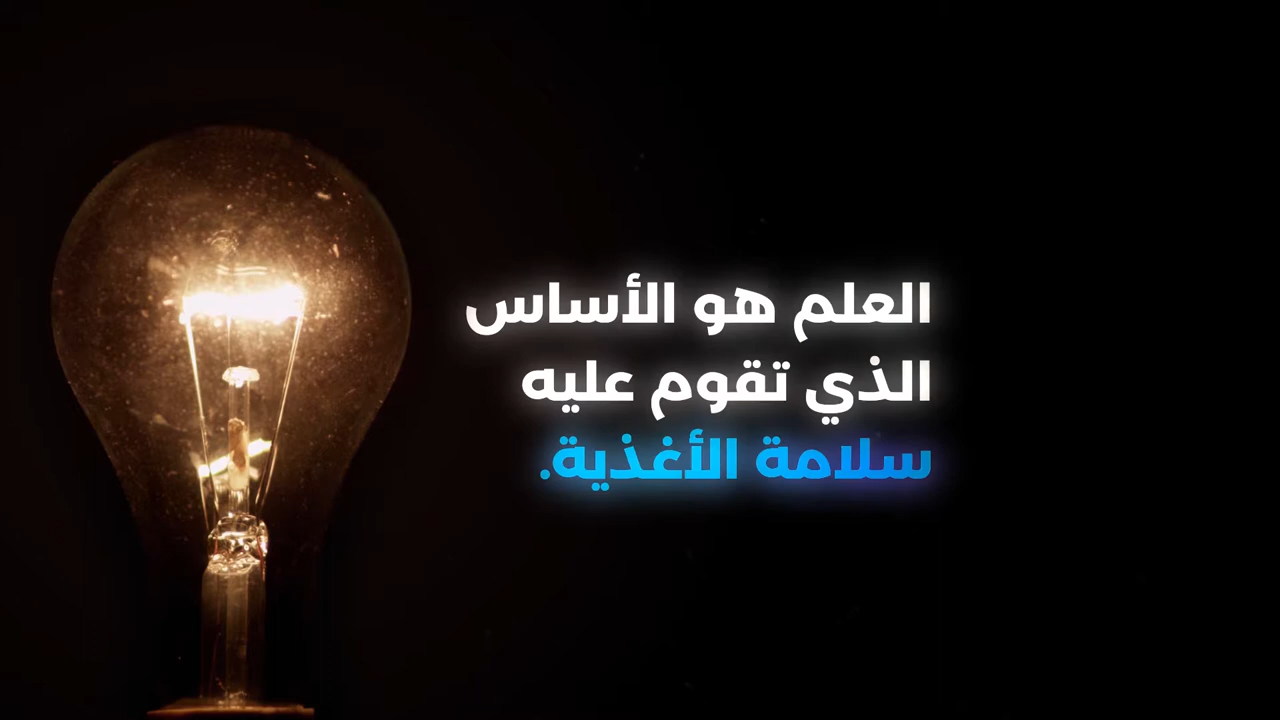 العلم هو الأساس
الذي تقوم عليه
سلامة الأغذية.